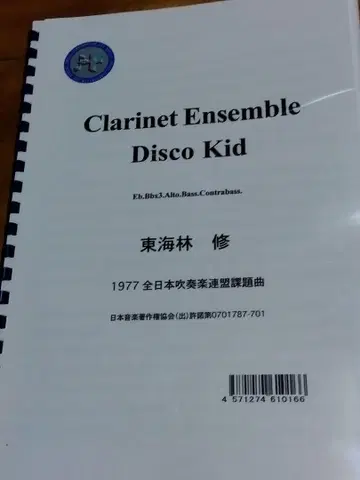 Clarinet Ensemble
Disco Kid
Eb.Bbx3.Alto.Bass.Contrabass.
東海林 修
1977 全日本吹奏楽連盟課題曲
日本音楽著作権協会(出)許諾第0701787-701
4 571274 610166